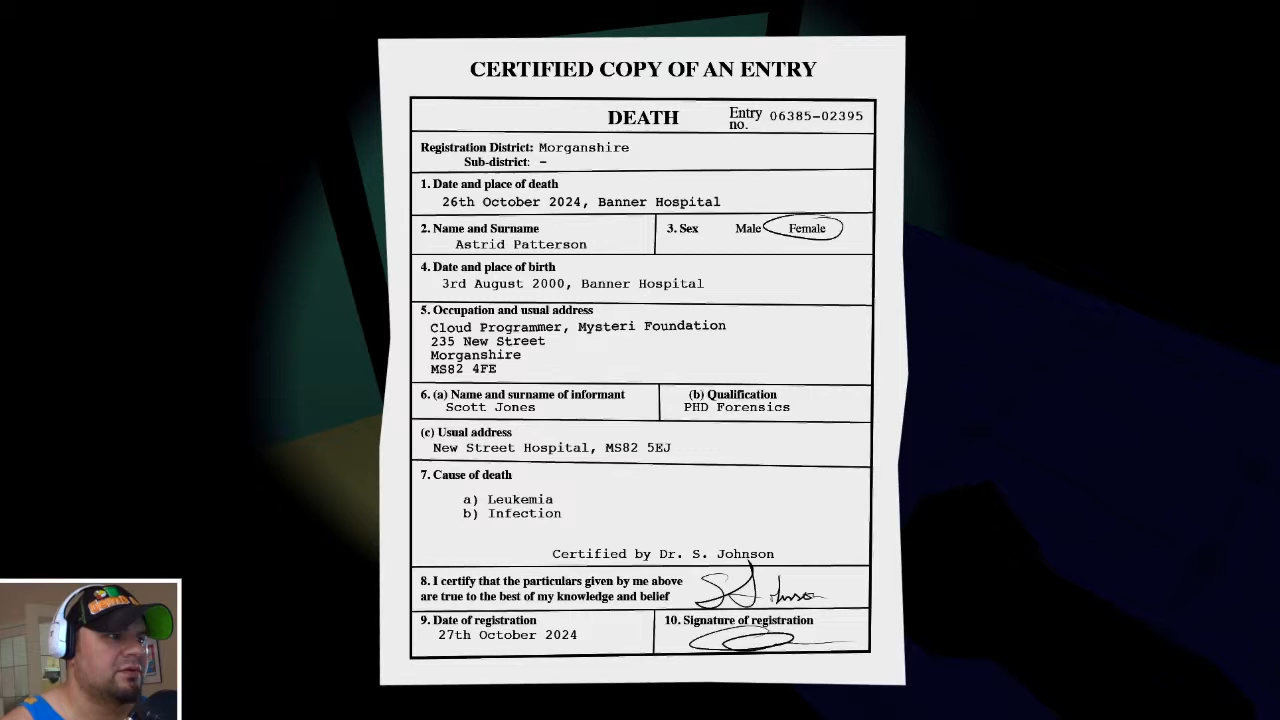 CERTIFIED COPY OF AN ENTRY
DEATH
Entry no. 06385-02395
Registration District: Morganshire
Sub-district: -
1. Date and place of death
26th October 2024, Banner Hospital
2. Name and Surname
Astrid Patterson
3. Sex Male Female
4. Date and place of birth
3rd August 2000, Banner Hospital
5. Occupation and usual address
Cloud Programmer, Mysteri Foundation
235 New Street
Morganshire
MS82 4FE
6. (a) Name and surname of informant
Scott Jones
(b) Qualification
PHD Forensics
(c) Usual address
New Street Hospital, MS82 5EJ
7. Cause of death
a) Leukemia
b) Infection
Certified by Dr. S. Johnson
8. I certify that the particulars given by me above
are true to the best of my knowledge and belief
S Johnson
9. Date of registration
27th October 2024
10. Signature of registration